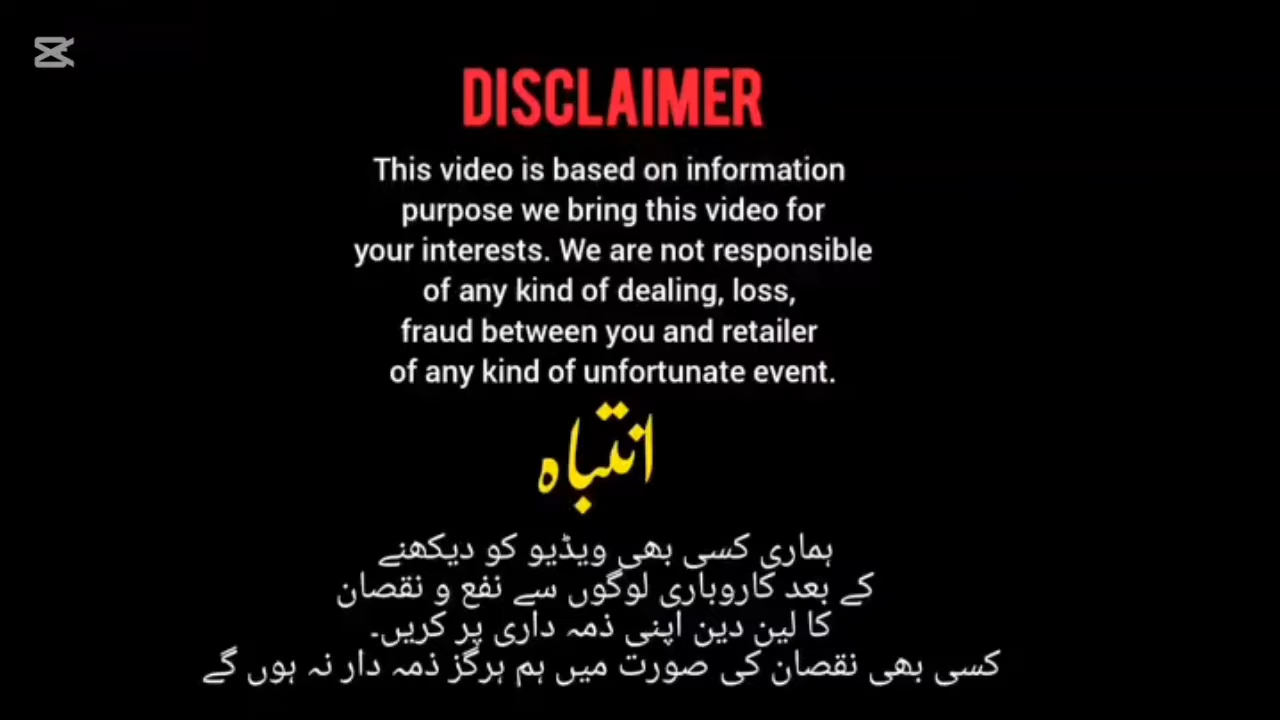 DISCLAIMER
This video is based on information
purpose we bring this video for
your interests. We are not responsible
of any kind of dealing, loss,
fraud between you and retailer
of any kind of unfortunate event.
انتباہ
ہماری کسی بھی ویڈیو کو دیکھنے
کے بعد کاروباری لوگوں سے نفع و نقصان
کا لین دین اپنی ذمہ داری پر کریں۔
کسی بھی نقصان کی صورت میں ہم ہرگز ذمہ دار نہ ہوں گے